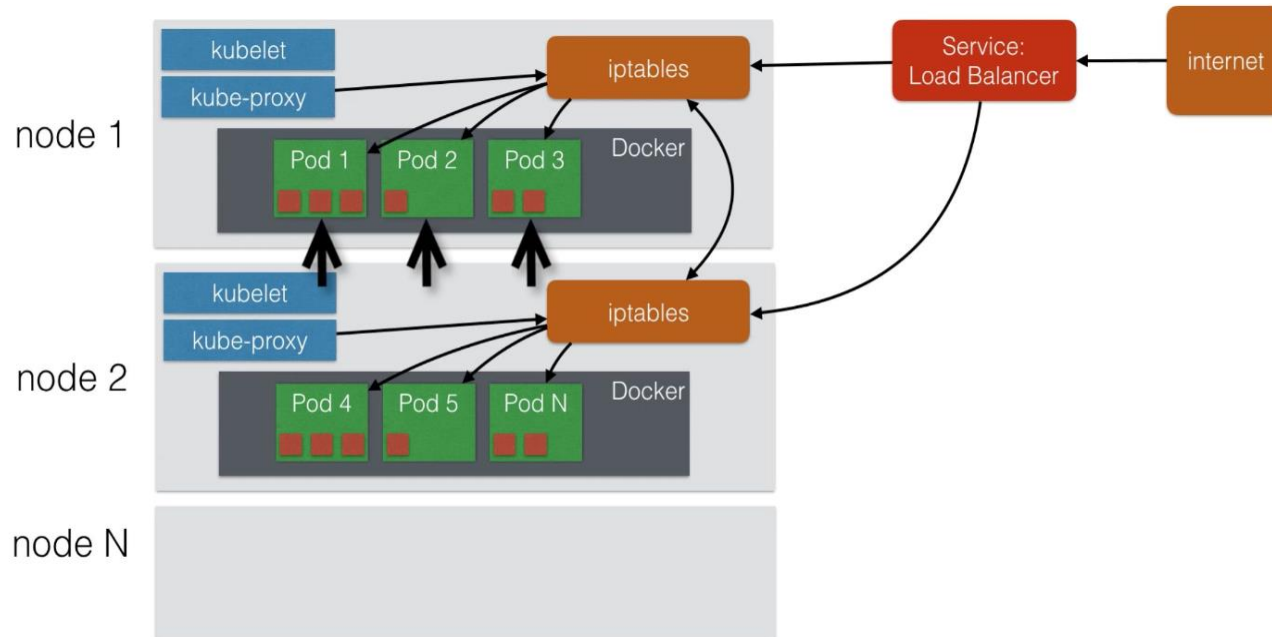 node 1
kubelet
kube-proxy
iptables
Service:
Load Balancer
internet
Docker
Pod 1
Pod 2
Pod 3
node 2
kubelet
kube-proxy
iptables
Docker
Pod 4
Pod 5
Pod N
node N